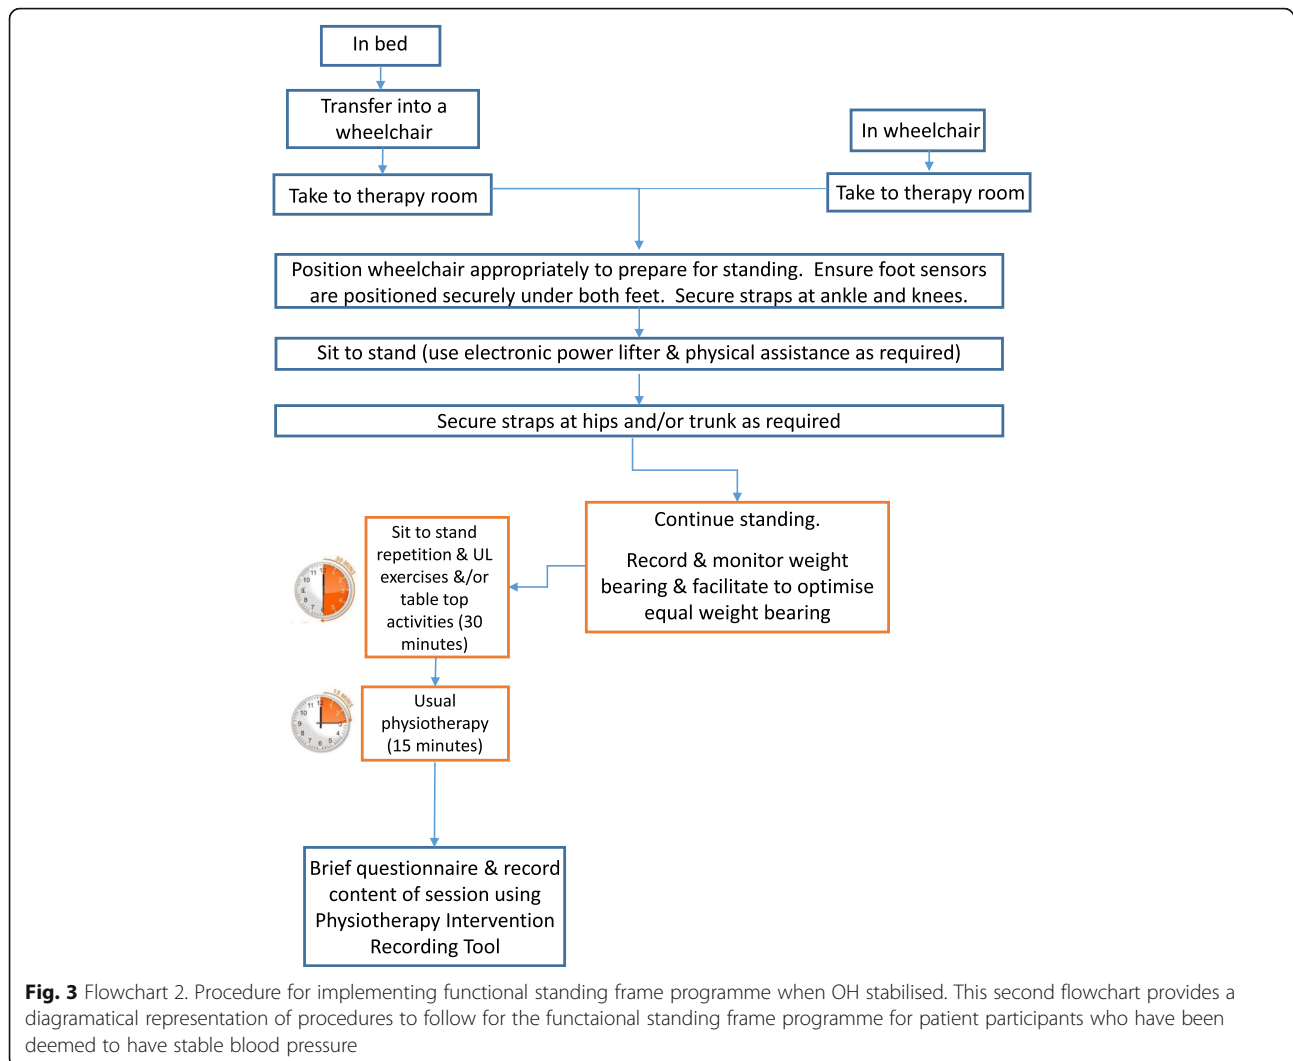 In bed
Transfer into a
wheelchair
In wheelchair
Take to therapy room
Take to therapy room
Position wheelchair appropriately to prepare for standing. Ensure foot sensors
are positioned securely under both feet. Secure straps at ankle and knees.
Sit to stand (use electronic power lifter & physical assistance as required)
Secure straps at hips and/or trunk as required
Continue standing.
Record & monitor weight
bearing & facilitate to optimise
equal weight bearing
Sit to stand
repetition & UL
exercises &/or
table top
activities (30
minutes)
30 MINS
Usual
physiotherapy
(15 minutes)
15 MINS
Brief questionnaire & record
content of session using
Physiotherapy Intervention
Recording Tool
Fig. 3 Flowchart 2. Procedure for implementing functional standing frame programme when OH stabilised. This second flowchart provides a
diagramatical representation of procedures to follow for the functaional standing frame programme for patient participants who have been
deemed to have stable blood pressure